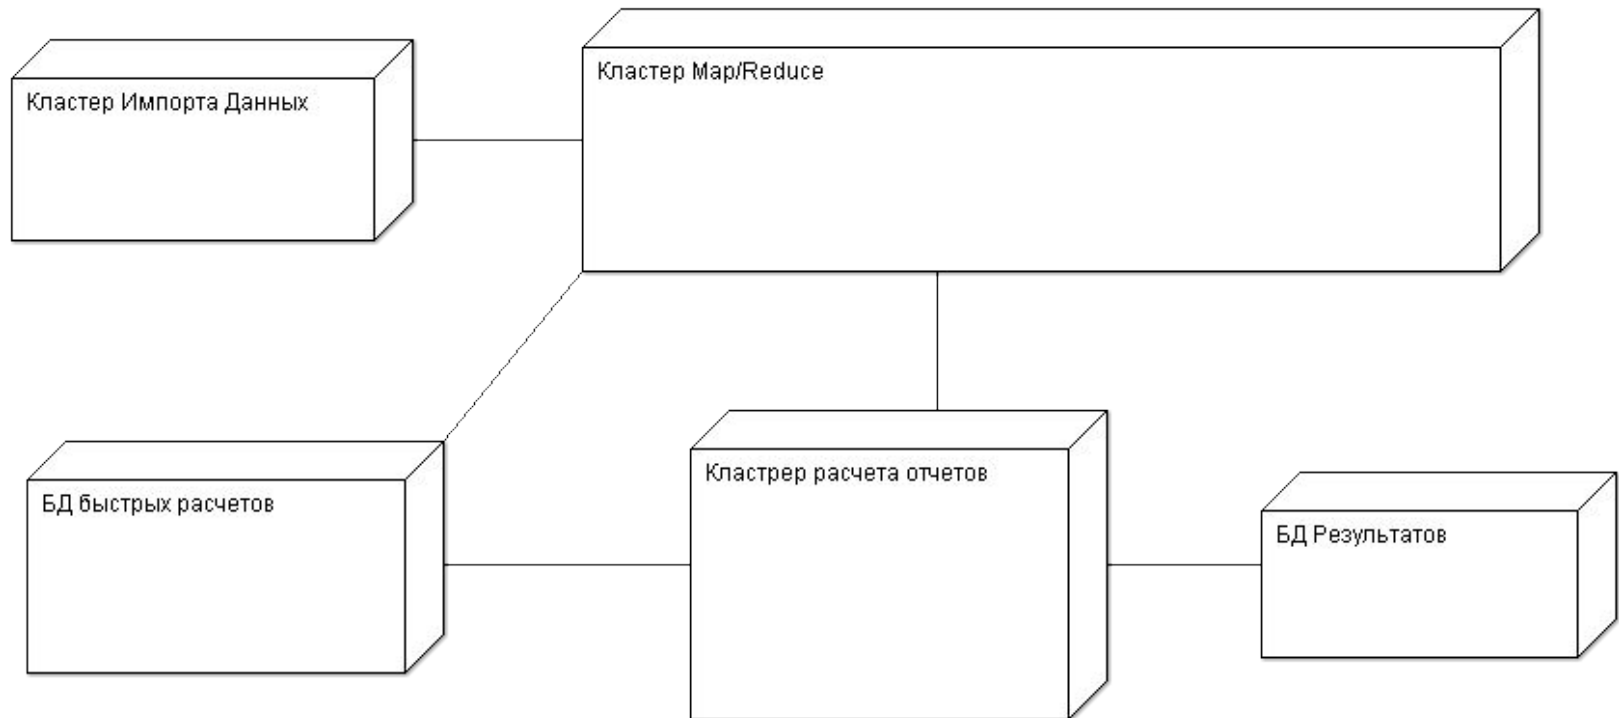 Кластер Map/Reduce
Кластер Импорта Данных
Кластрер расчета отчетов
БД быстрых расчетов
БД Результатов